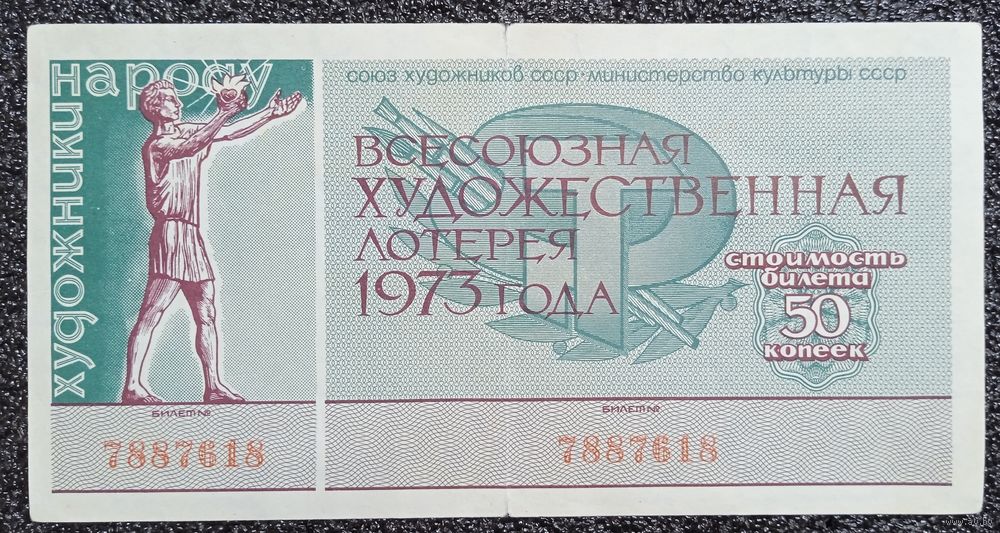 художники
народу
союз художников ссср · министерство культуры ссср
ВСЕСОЮЗНАЯ
ХУДОЖЕСТВЕННАЯ
ЛОТЕРЕЯ
1973 ГОДА
стоимость
билета
50
копеек
БИЛЕТ №
7887618
БИЛЕТ №
7887618